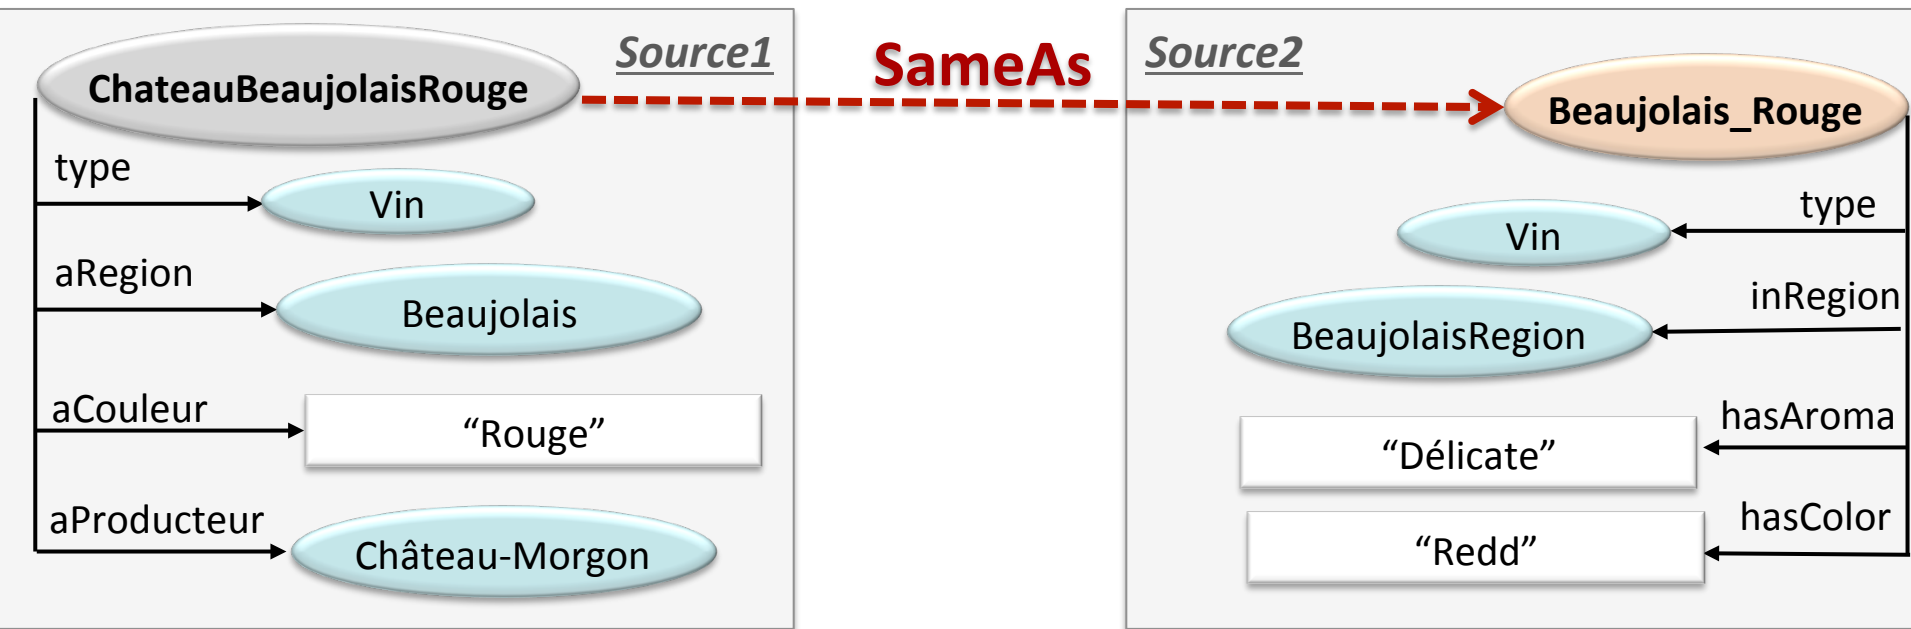 Source1
ChateauBeaujolaisRouge
type
Vin
aRegion
Beaujolais
aCouleur
“Rouge”
aProducteur
Château-Morgon
SameAs
Source2
Beaujolais_Rouge
type
Vin
inRegion
BeaujolaisRegion
hasAroma
“Délicate”
hasColor
“Redd”